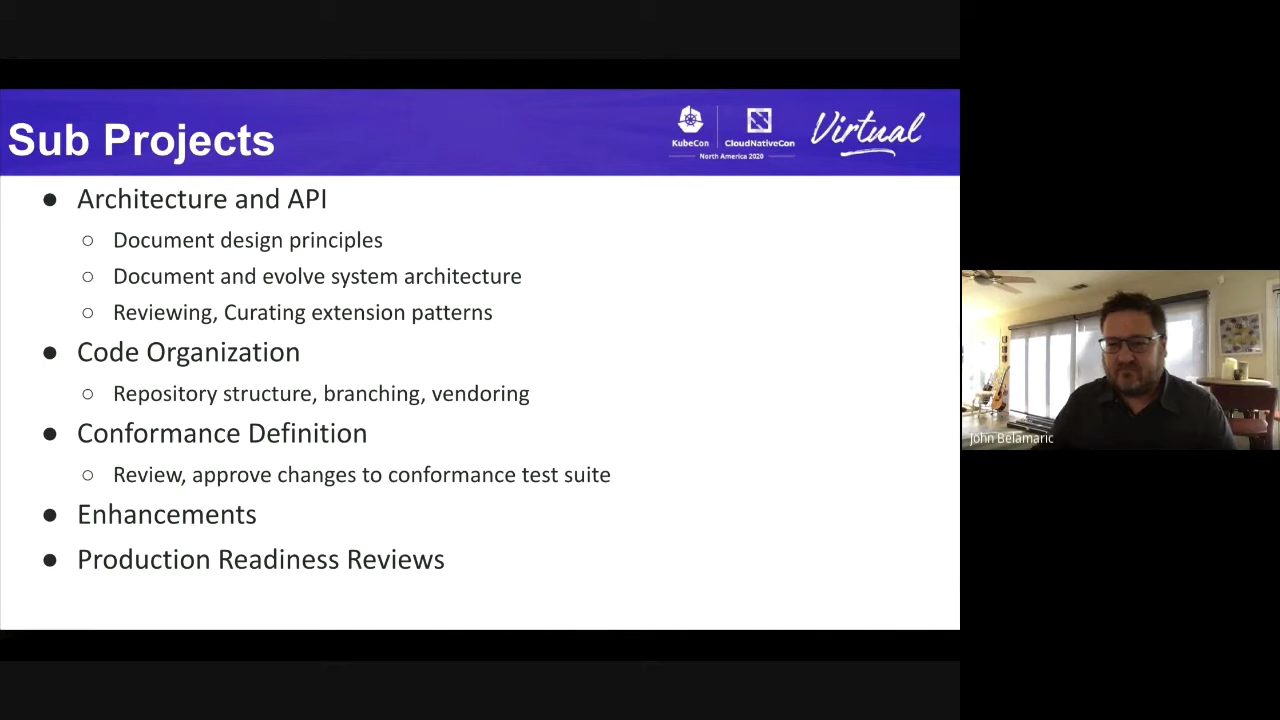 Sub Projects
KubeCon
CloudNativeCon
North America 2020
Virtual
● Architecture and API
○ Document design principles
○ Document and evolve system architecture
○ Reviewing, Curating extension patterns
● Code Organization
○ Repository structure, branching, vendoring
● Conformance Definition
○ Review, approve changes to conformance test suite
● Enhancements
● Production Readiness Reviews
John Belamaric